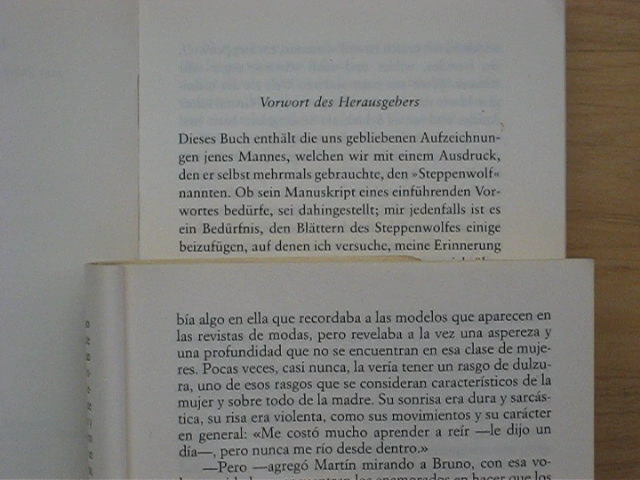 Vorwort des Herausgebers
Dieses Buch enthält die uns gebliebenen Aufzeichnun-
gen jenes Mannes, welchen wir mit einem Ausdruck,
den er selbst mehrmals gebrauchte, den »Steppenwolf«
nannten. Ob sein Manuskript eines einführenden Vor-
wortes bedürfe, sei dahingestellt; mir jedenfalls ist es
ein Bedürfnis, den Blättern des Steppenwolfes einige
beizufügen, auf denen ich versuche, meine Erinnerung
bía algo en ella que recordaba a las modelos que aparecen en
las revistas de modas, pero revelaba a la vez una aspereza y
una profundidad que no se encuentran en esa clase de muje-
res. Pocas veces, casi nunca, la vería tener un rasgo de dulzu-
ra, uno de esos rasgos que se consideran característicos de la
mujer y sobre todo de la madre. Su sonrisa era dura y sarcás-
tica, su risa era violenta, como sus movimientos y su carácter
en general: «Me costó mucho aprender a reír —le dijo un
día—, pero nunca me río desde dentro.»
—Pero —agregó Martín mirando a Bruno, con esa vo-
los enamorados en hacer que los